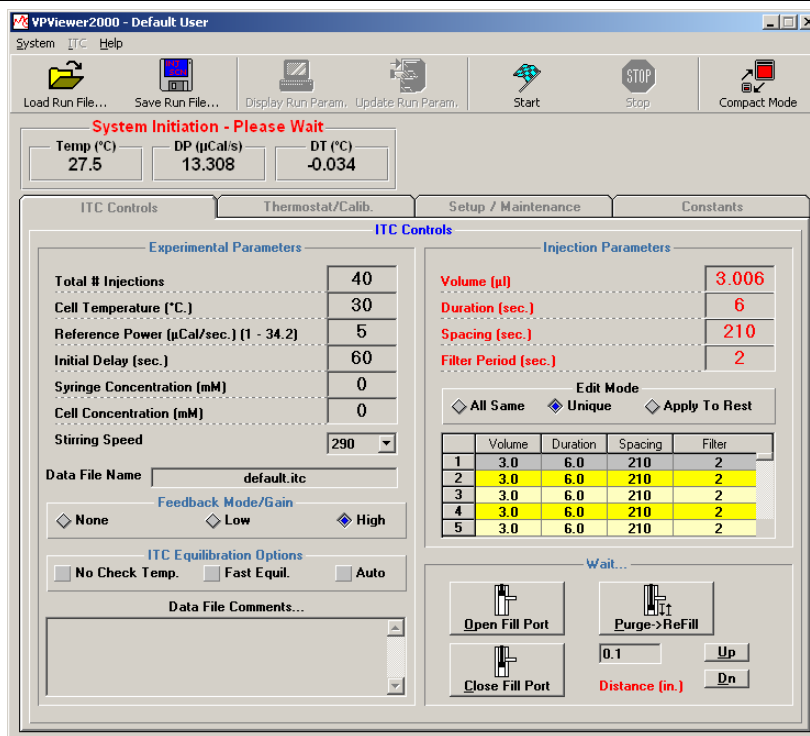 VPViewer2000 - Default User
System ITC Help
Load Run File... Save Run File... Display Run Param. Update Run Param. Start STOP Stop Compact Mode
System Initiation - Please Wait
Temp (°C) DP (µCal/s) DT (°C)
27.5 13.308 -0.034
ITC Controls Thermostat/Calib. Setup / Maintenance Constants
ITC Controls
Experimental Parameters
Total # Injections 40
Cell Temperature (°C.) 30
Reference Power (µCal/sec.) (1 - 34.2) 5
Initial Delay (sec.) 60
Syringe Concentration (mM) 0
Cell Concentration (mM) 0
Stirring Speed 290
Data File Name default.itc
Feedback Mode/Gain
None Low High
ITC Equilibration Options
No Check Temp. Fast Equil. Auto
Data File Comments...
Injection Parameters
Volume (µl) 3.006
Duration (sec.) 6
Spacing (sec.) 210
Filter Period (sec.) 2
Edit Mode
All Same Unique Apply To Rest
Volume Duration Spacing Filter
1 3.0 6.0 210 2
2 3.0 6.0 210 2
3 3.0 6.0 210 2
4 3.0 6.0 210 2
5 3.0 6.0 210 2
Wait...
Open Fill Port Purge->ReFill
0.1 Up
Close Fill Port Distance (in.) Dn